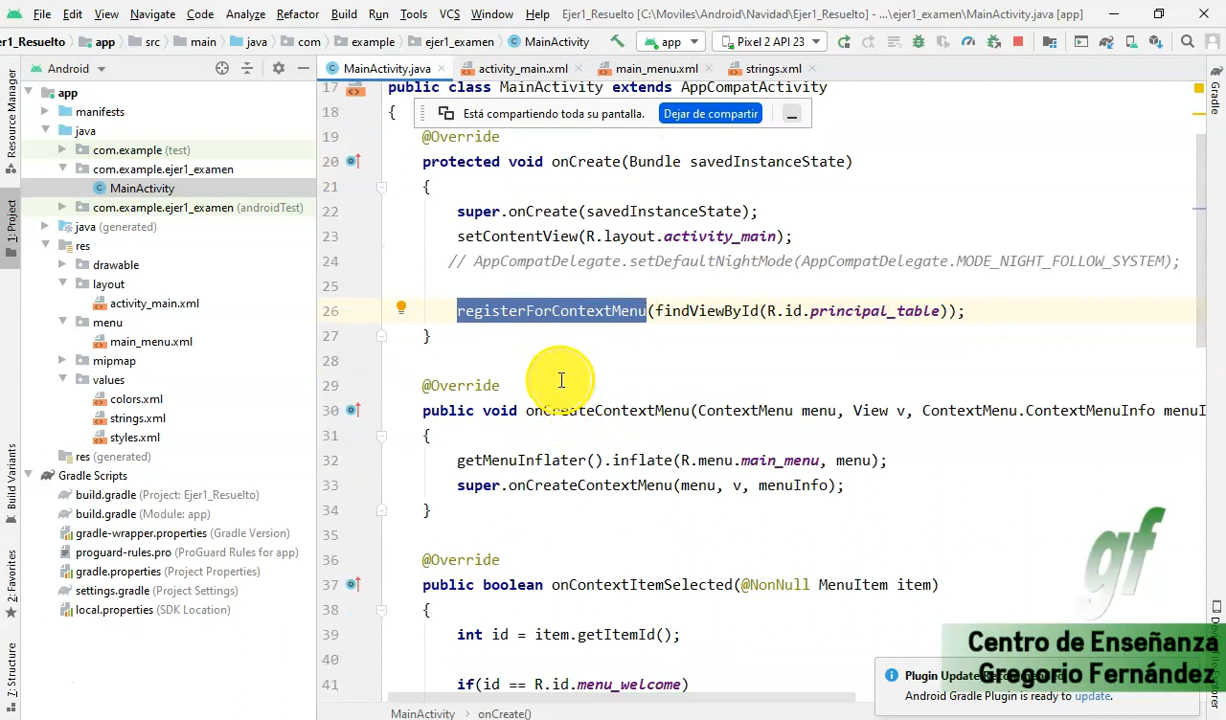 File Edit View Navigate Code Analyze Refactor Build Run Tools VCS Window Help Ejer1_Resuelto [C:\Moviles\Android\Navidad\Ejer1_Resuelto] - ...\ejer1_examen\MainActivity.java [app]
er1_Resuelto app src main java com example ejer1_examen MainActivity app Pixel 2 API 23
Resource Manager
1: Project
Build Variants
2: Favorites
7: Structure
Android
app
manifests
java
com.example (test)
com.example.ejer1_examen
MainActivity
com.example.ejer1_examen (androidTest)
java (generated)
res
drawable
layout
activity_main.xml
menu
main_menu.xml
mipmap
values
colors.xml
strings.xml
styles.xml
res (generated)
Gradle Scripts
build.gradle (Project: Ejer1_Resuelto)
build.gradle (Module: app)
gradle-wrapper.properties (Gradle Version)
proguard-rules.pro (ProGuard Rules for app)
gradle.properties (Project Properties)
settings.gradle (Project Settings)
local.properties (SDK Location)
MainActivity.java activity_main.xml main_menu.xml strings.xml
Está compartiendo toda su pantalla. Dejar de compartir
17 public class MainActivity extends AppCompatActivity
18 {
19 @Override
20 protected void onCreate(Bundle savedInstanceState)
21 {
22 super.onCreate(savedInstanceState);
23 setContentView(R.layout.activity_main);
24 // AppCompatDelegate.setDefaultNightMode(AppCompatDelegate.MODE_NIGHT_FOLLOW_SYSTEM);
25
26 registerForContextMenu(findViewById(R.id.principal_table));
27 }
28
29 @Override
30 public void onCreateContextMenu(ContextMenu menu, View v, ContextMenu.ContextMenuInfo menuI
31 {
32 getMenuInflater().inflate(R.menu.main_menu, menu);
33 super.onCreateContextMenu(menu, v, menuInfo);
34 }
35
36 @Override
37 public boolean onContextItemSelected(@NonNull MenuItem item)
38 {
39 int id = item.getItemId();
40
41 if(id == R.id.menu_welcome)
MainActivity onCreate()
Gradle
gf
Centro de Enseñanza
Gregorio Fernández
Plugin Update
Android Gradle Plugin is ready to update.